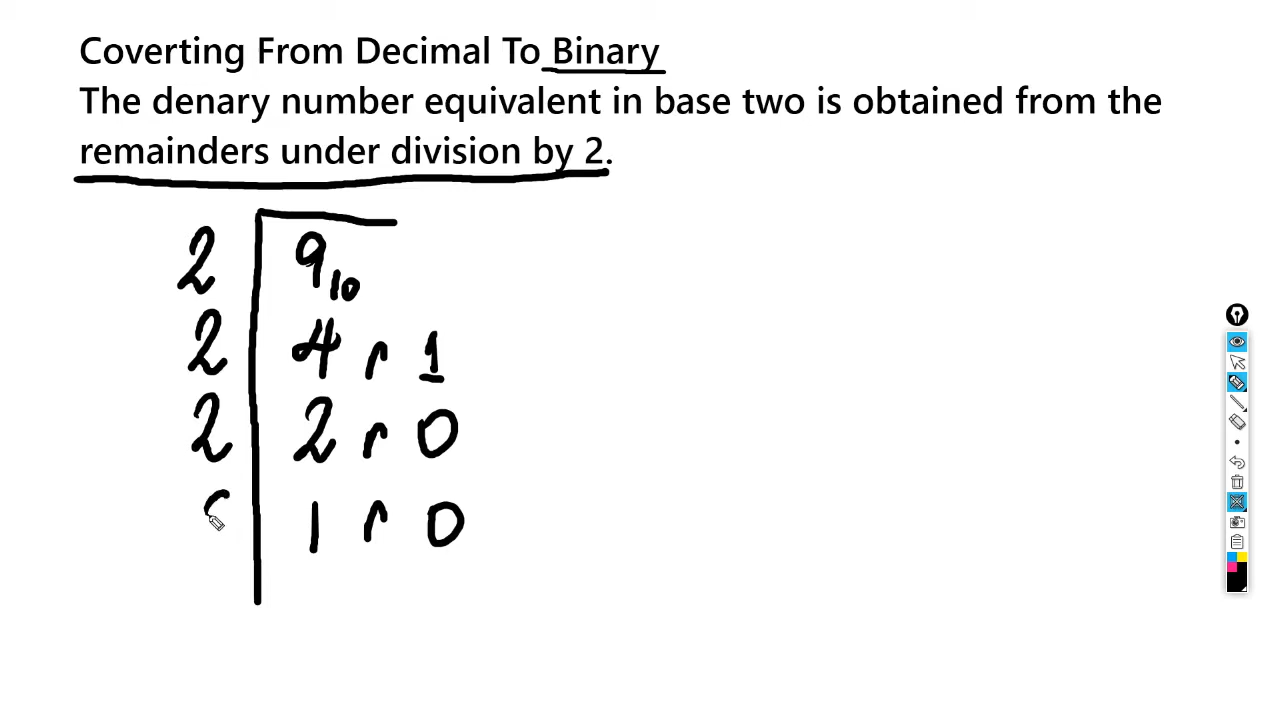 Coverting From Decimal To Binary
The denary number equivalent in base two is obtained from the
remainders under division by 2.
2 9₁₀
2 4 r 1
2 2 r 0
1 r 0